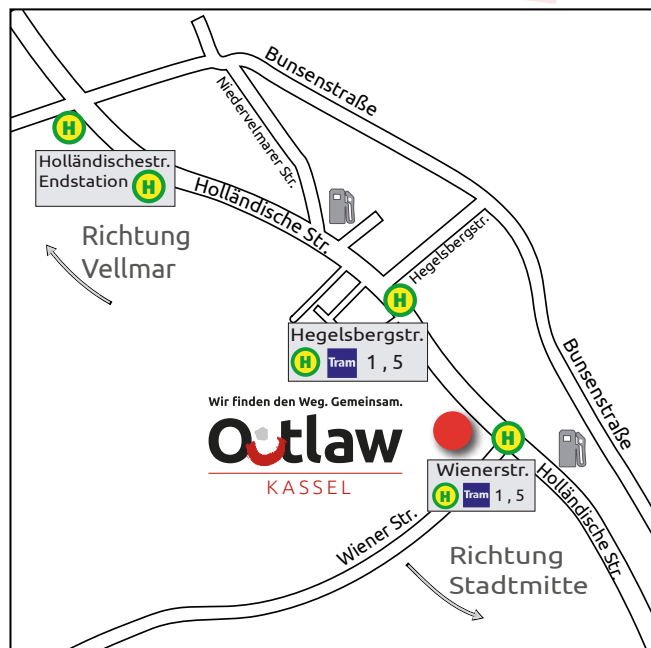 Bunsenstraße
Niedervelmarer Str.
H
Holländischestr.
Endstation H
Holländische Str.
Richtung
Vellmar
Hegelsbergstr.
H
Hegelsbergstr.
H Tram 1 , 5
Bunsenstraße
Wir finden den Weg. Gemeinsam.
Outlaw
KASSEL
H
Wienerstr.
H Tram 1 , 5
Holländische Str.
Wiener Str.
Richtung
Stadtmitte